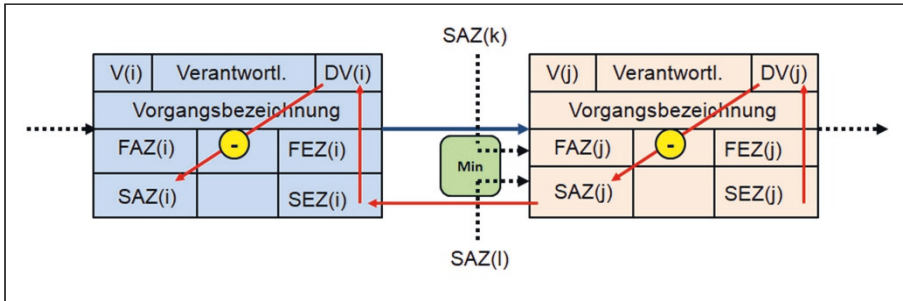 SAZ(k)
V(i) Verantwortl. DV(i)
Vorgangsbezeichnung
FAZ(i) - FEZ(i)
SAZ(i) SEZ(i)
Min
V(j) Verantwortl. DV(j)
Vorgangsbezeichnung
FAZ(j) - FEZ(j)
SAZ(j) SEZ(j)
SAZ(l)